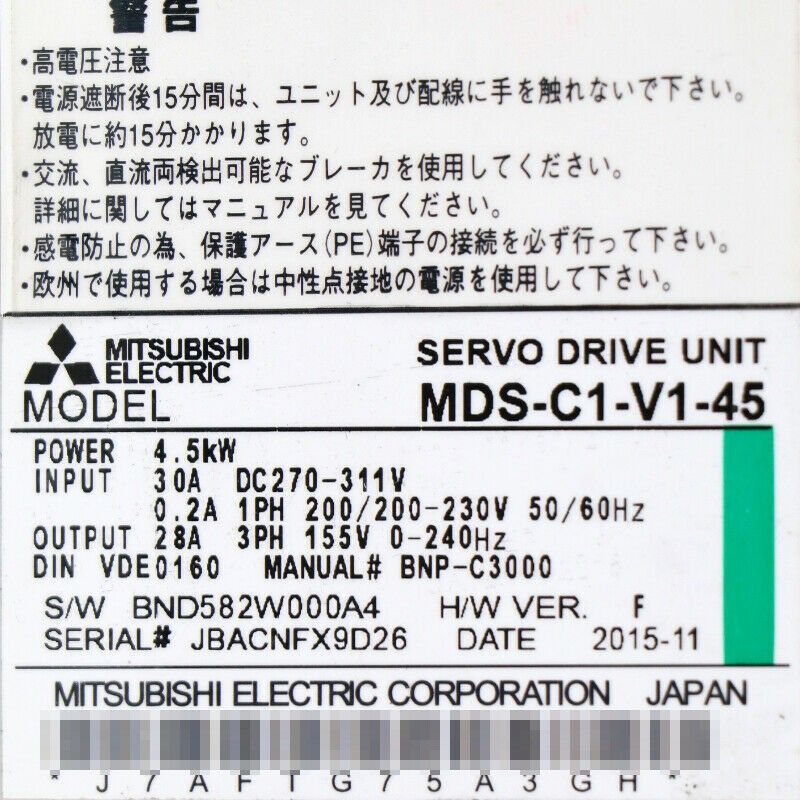 警告
・高電圧注意
・電源遮断後15分間は、ユニット及び配線に手を触れないで下さい。
放電に約15分かかります。
・交流、直流両検出可能なブレーカを使用してください。
詳細に関してはマニュアルを見てください。
・感電防止の為、保護アース(PE)端子の接続を必ず行って下さい。
・欧州で使用する場合は中性点接地の電源を使用して下さい。
MITSUBISHI
ELECTRIC
SERVO DRIVE UNIT
MODEL MDS-C1-V1-45
POWER 4.5kW
INPUT 30A DC270-311V
0.2A 1PH 200/200-230V 50/60Hz
OUTPUT 28A 3PH 155V 0-240Hz
DIN VDE0160 MANUAL# BNP-C3000
S/W BND582W000A4 H/W VER. F
SERIAL# JBACNFX9D26 DATE 2015-11
MITSUBISHI ELECTRIC CORPORATION JAPAN
* J 7 A F T G 7 5 A 3 G H *